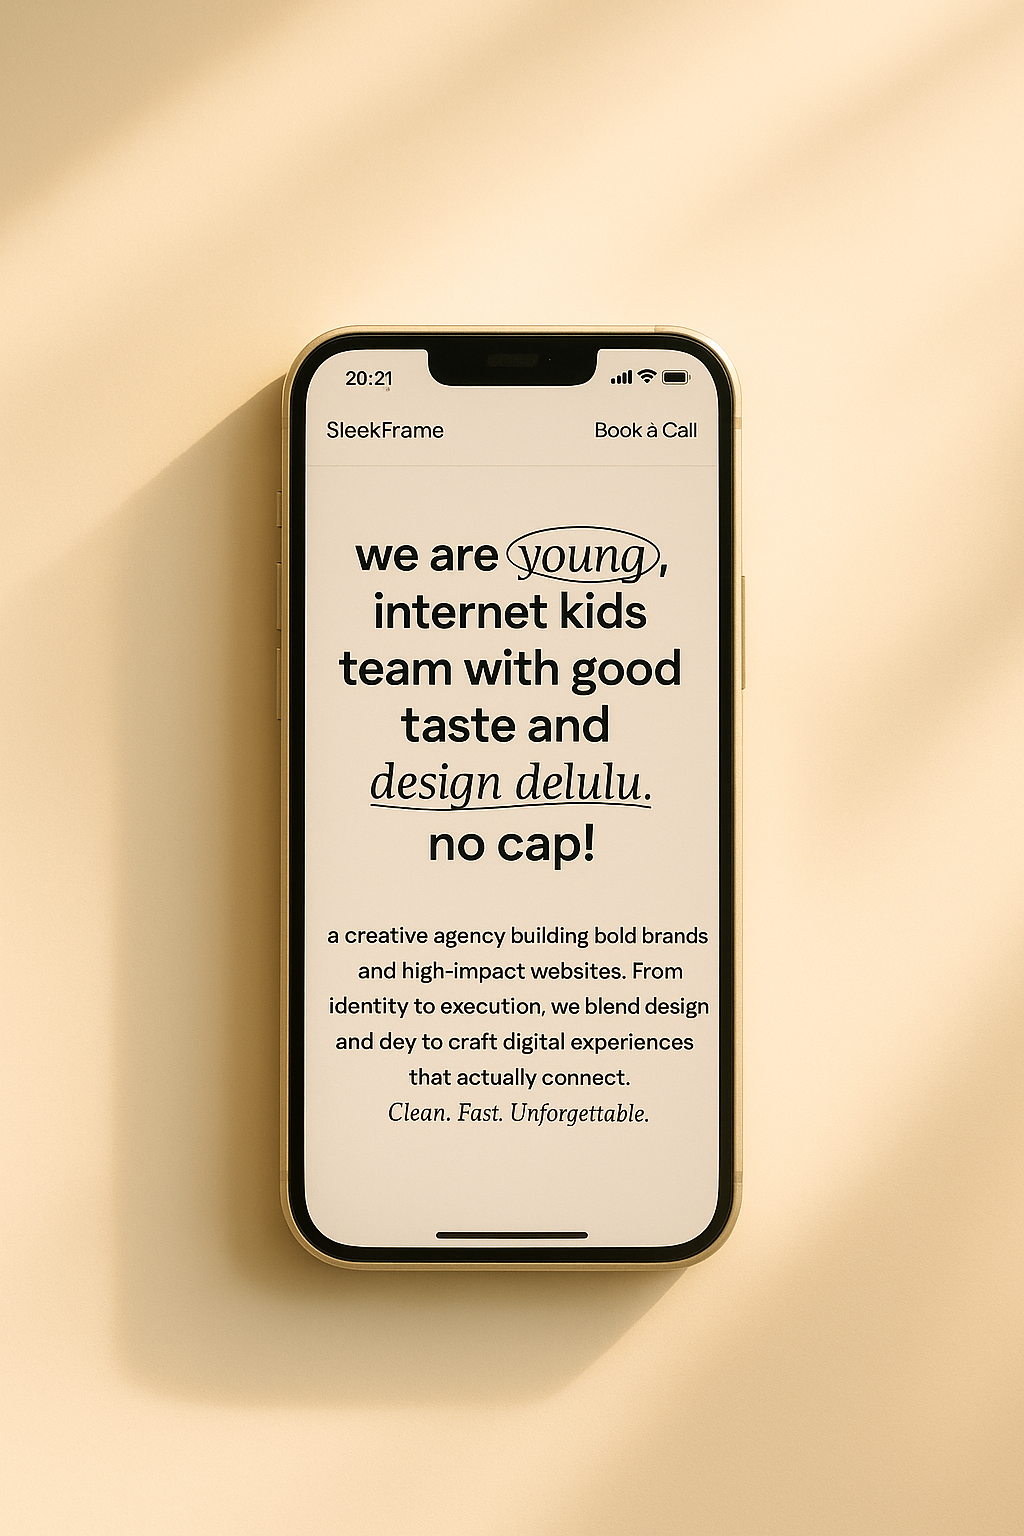 20:21
SleekFrame
Book à Call
we are young,
internet kids
team with good
taste and
design delulu.
no cap!
a creative agency building bold brands
and high-impact websites. From
identity to execution, we blend design
and dey to craft digital experiences
that actually connect.
Clean. Fast. Unforgettable.